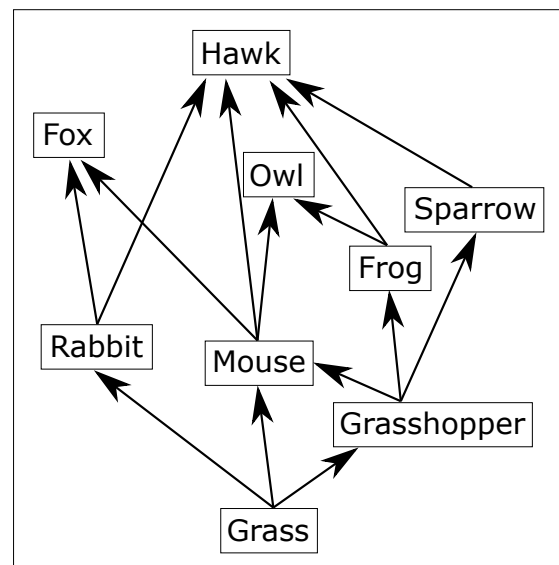 Hawk
Fox
Owl
Sparrow
Frog
Rabbit
Mouse
Grasshopper
Grass